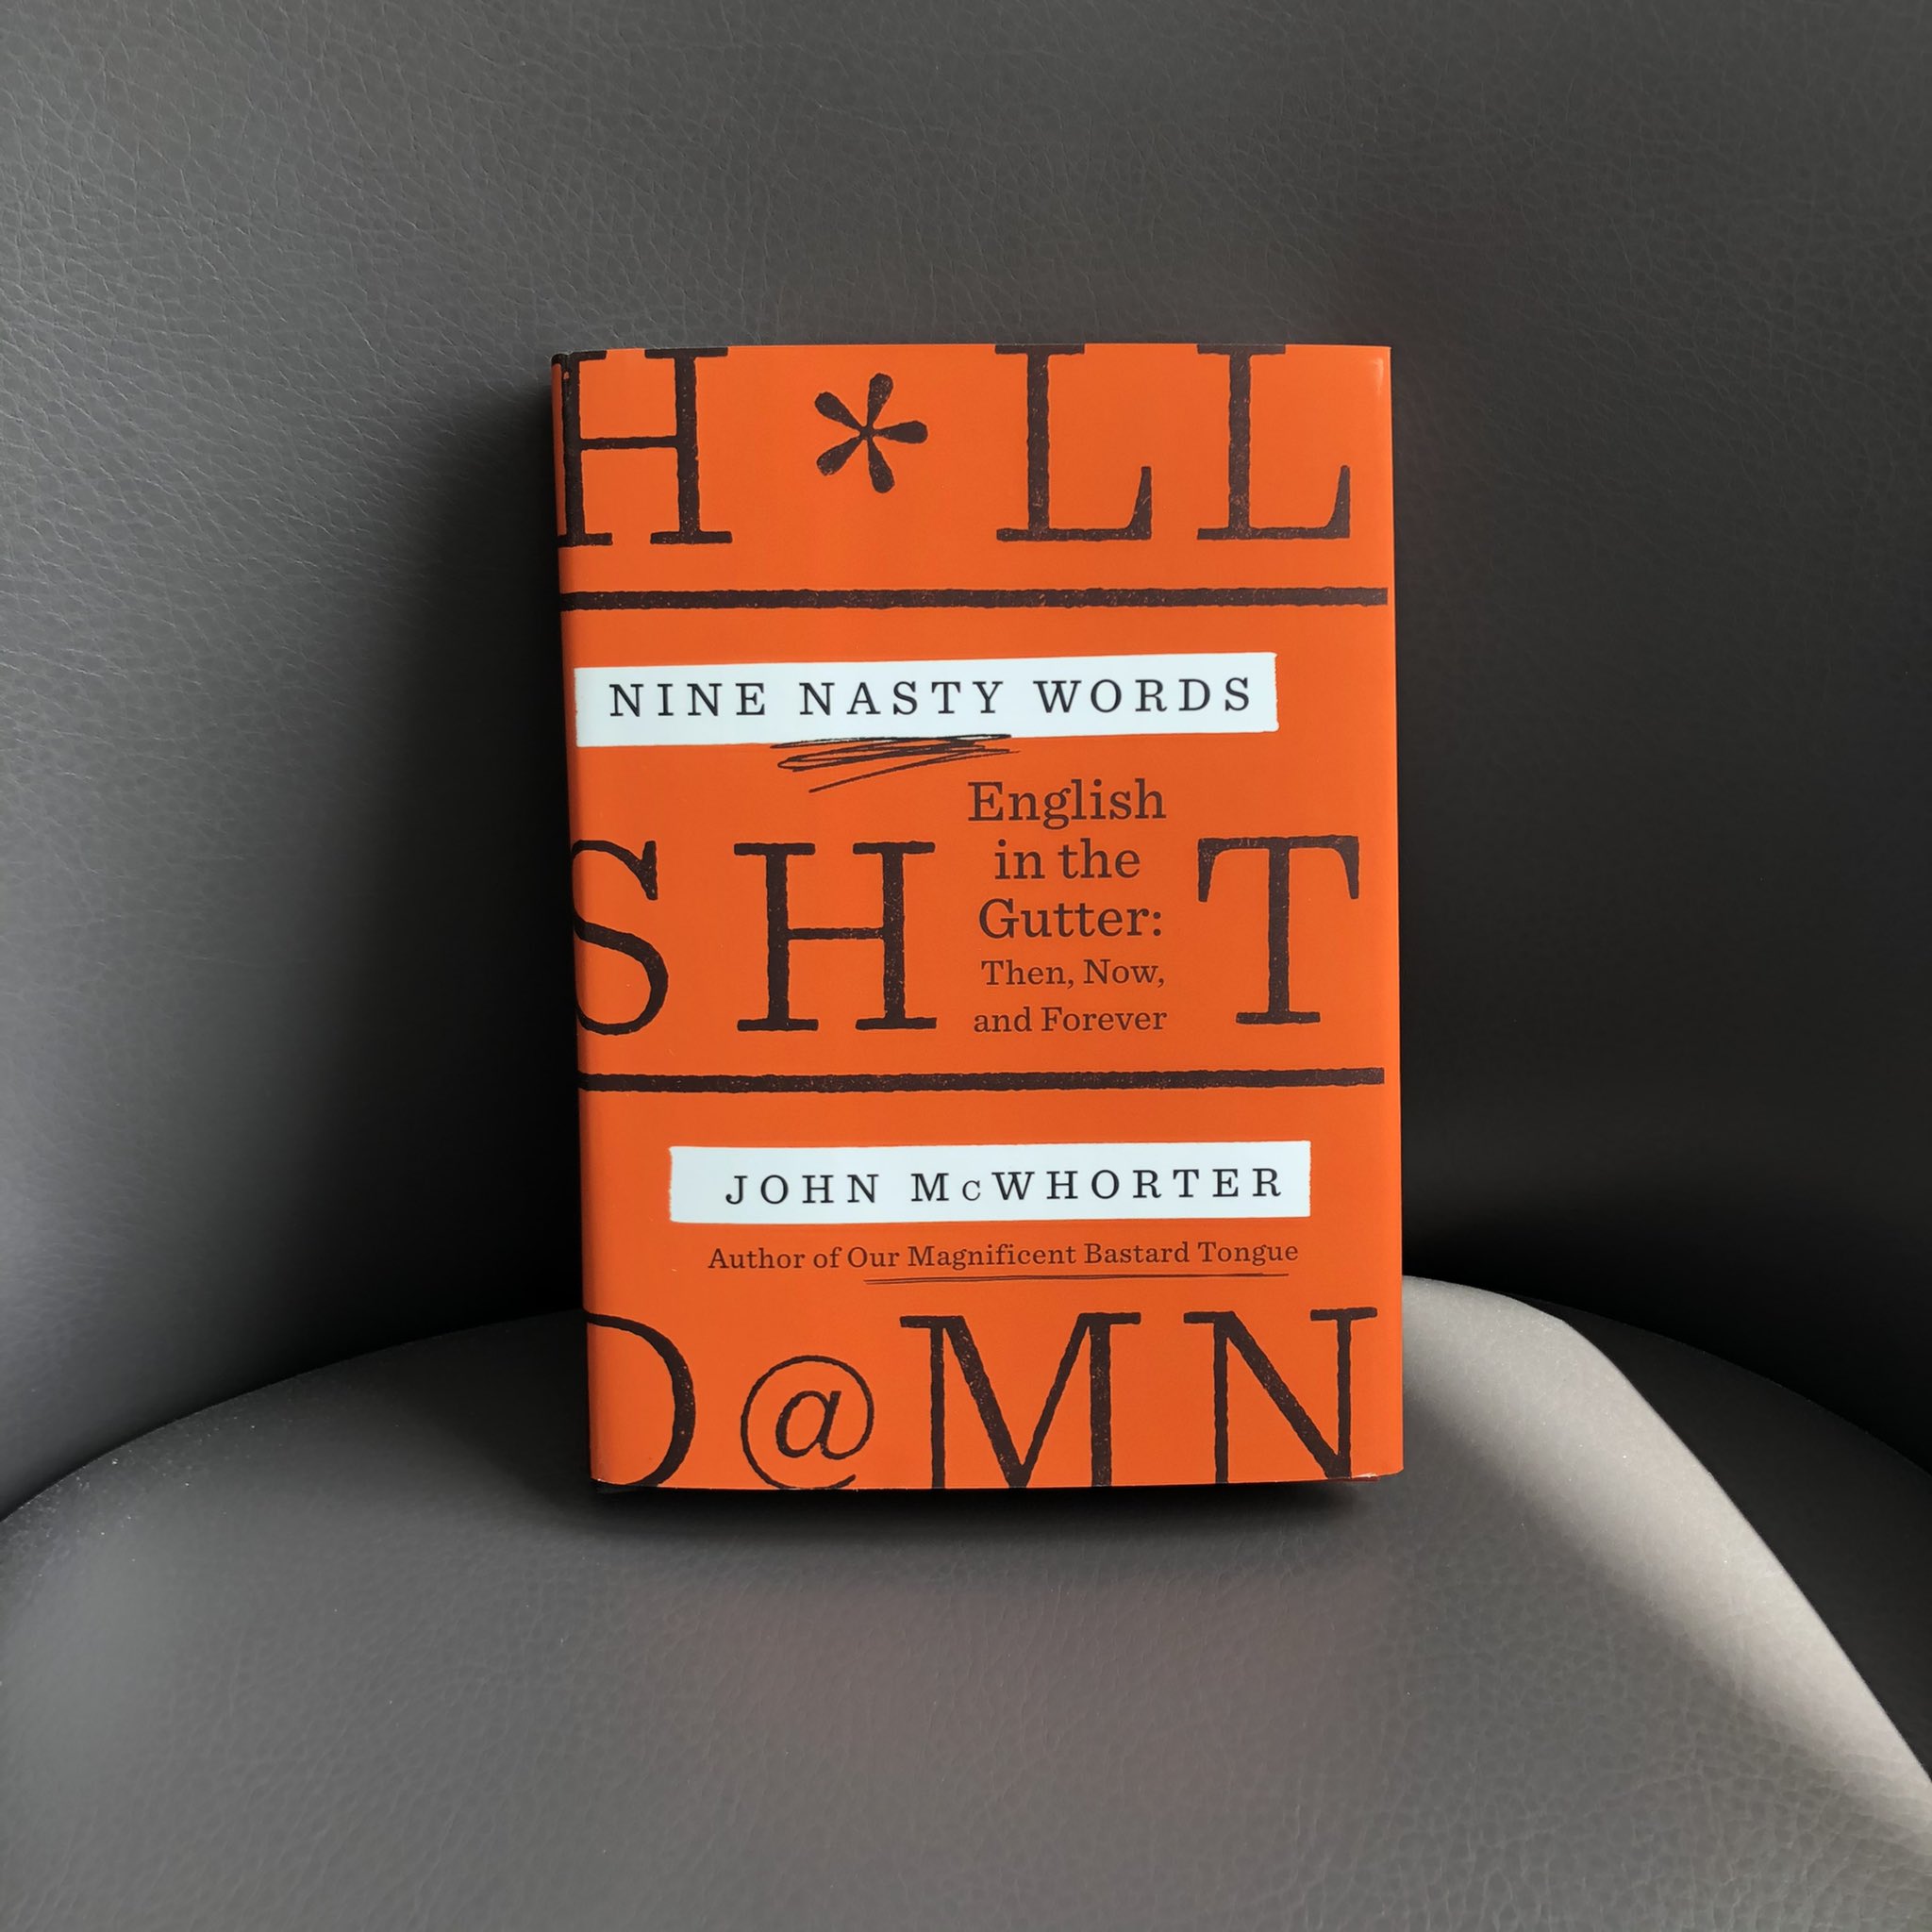 H*LL
NINE NASTY WORDS
English
in the
Gutter:
Then, Now,
and Forever
SH T
JOHN McWHORTER
Author of Our Magnificent Bastard Tongue
D@MN